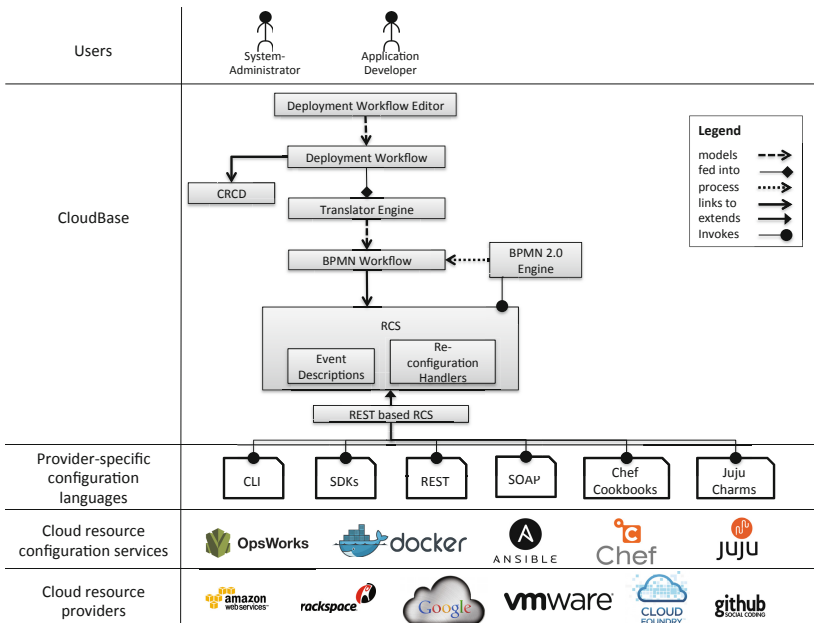 Users
System-
Administrator
Application
Developer
CloudBase
Deployment Workflow Editor
Deployment Workflow
CRCD
Translator Engine
BPMN Workflow
BPMN 2.0
Engine
RCS
Event
Descriptions
Re-
configuration
Handlers
REST based RCS
Legend
models
fed into
process
links to
extends
Invokes
Provider-specific
configuration
languages
CLI
SDKs
REST
SOAP
Chef
Cookbooks
Juju
Charms
Cloud resource
configuration services
OpsWorks
docker
ANSIBLE
Chef
juju
Cloud resource
providers
amazon
webservices
rackspace
Google
vmware
CLOUD
FOUNDRY
github
SOCIAL CODING